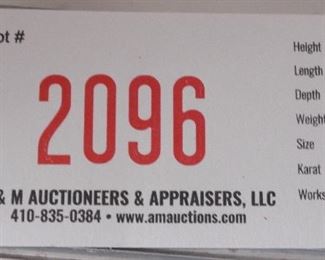 ot #
2096
& M AUCTIONEERS & APPRAISERS, LLC
410-835-0384 • www.amauctions.com
Height
Length
Depth
Weight
Size
Karat
Works